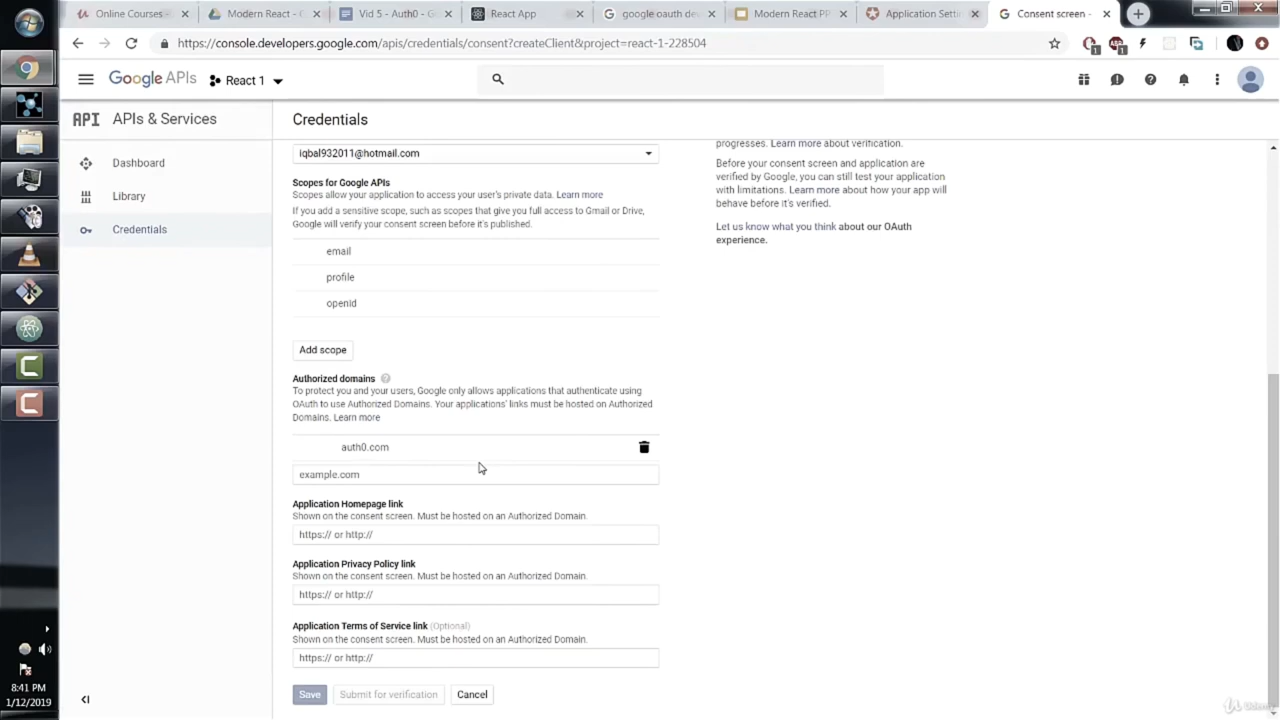 Online Courses -
Modern React - C
Vid 5 - Auth0 - G
React App
google oauth dev
Modern React PP
Application Setti
Consent screen -
https://console.developers.google.com/apis/credentials/consent?createClient&project=react-1-228504
1
1
Google APIs
React 1
API APIs & Services
Credentials
Dashboard
Library
Credentials
iqbal932011@hotmail.com
Scopes for Google APIs
Scopes allow your application to access your user's private data. Learn more
If you add a sensitive scope, such as scopes that give you full access to Gmail or Drive,
Google will verify your consent screen before it's published.
email
profile
openid
Add scope
Authorized domains
To protect you and your users, Google only allows applications that authenticate using
OAuth to use Authorized Domains. Your applications' links must be hosted on Authorized
Domains. Learn more
auth0.com
example.com
Application Homepage link
Shown on the consent screen. Must be hosted on an Authorized Domain.
https:// or http://
Application Privacy Policy link
Shown on the consent screen. Must be hosted on an Authorized Domain.
https:// or http://
Application Terms of Service link (Optional)
Shown on the consent screen. Must be hosted on an Authorized Domain.
https:// or http://
Save
Submit for verification
Cancel
progresses. Learn more about verification.
Before your consent screen and application are
verified by Google, you can still test your application
with limitations. Learn more about how your app will
behave before it's verified.
Let us know what you think about our OAuth
experience.
8:41 PM
1/12/2019
Udemy